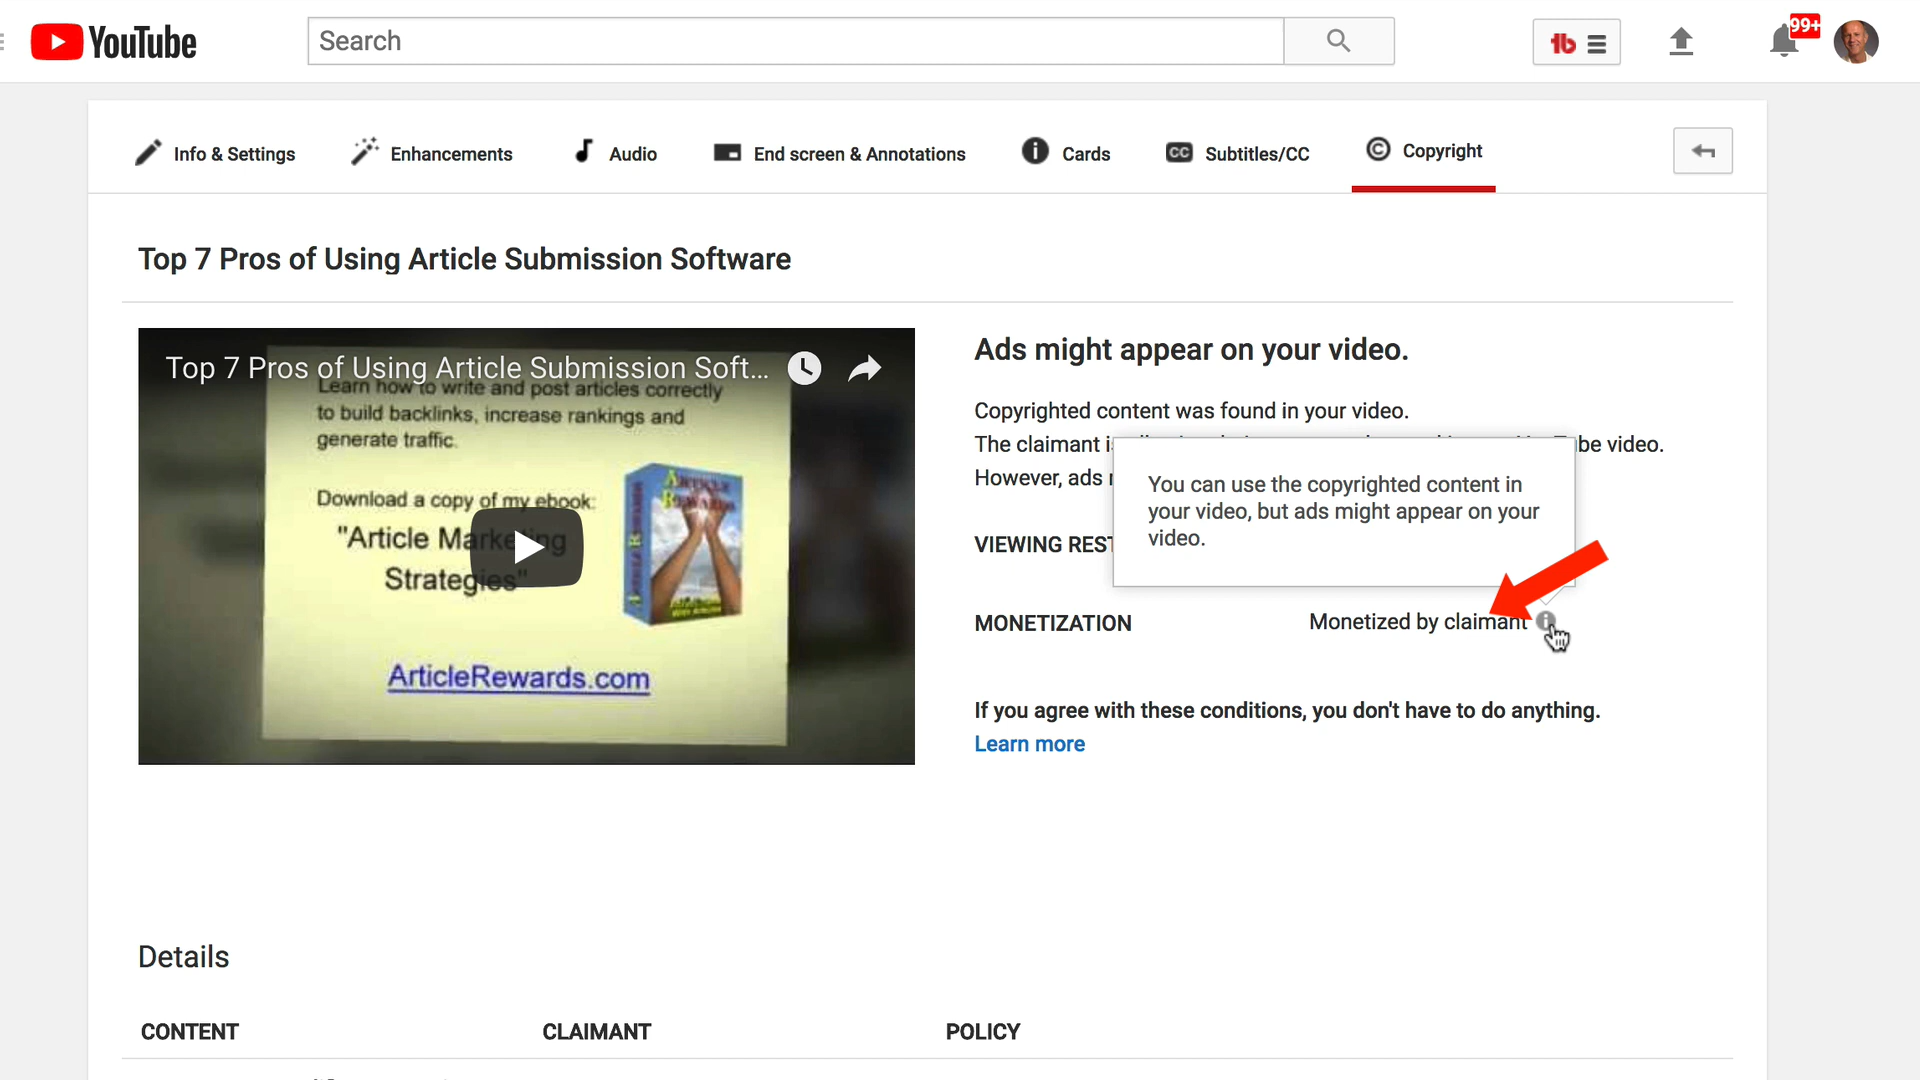 YouTube
Search
99+
Info & Settings
Enhancements
Audio
End screen & Annotations
Cards
CC
Subtitles/CC
Copyright
Top 7 Pros of Using Article Submission Software
Top 7 Pros of Using Article Submission Soft...
Learn how to write and post articles correctly
to build backlinks, increase rankings and
generate traffic.
Download a copy of my ebook:
"Article Marketing
Strategies"
ARTICLE
REWARDS
ArticleRewards.com
Ads might appear on your video.
Copyrighted content was found in your video.
The claimant video.
However, ads
You can use the copyrighted content in
your video, but ads might appear on your
video.
VIEWING
MONETIZATION
Monetized by claimant
If you agree with these conditions, you don't have to do anything.
Learn more
Details
CONTENT
CLAIMANT
POLICY